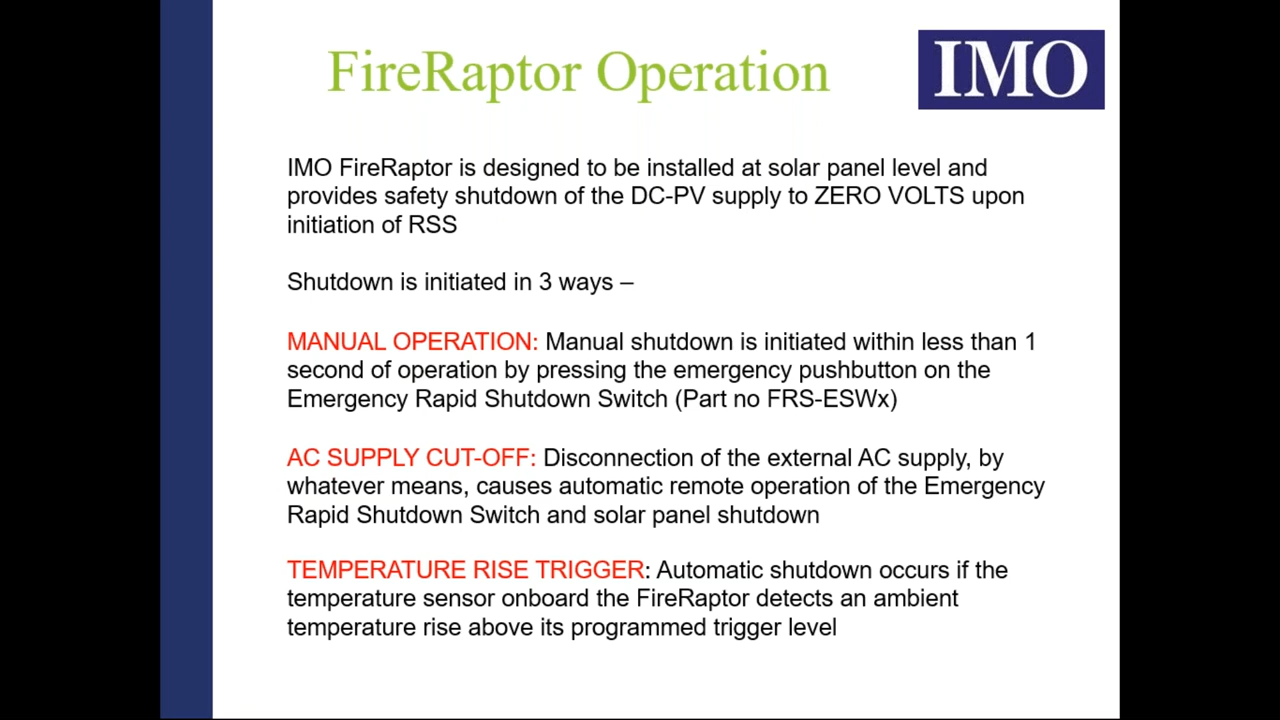 FireRaptor Operation
IMO
IMO FireRaptor is designed to be installed at solar panel level and
provides safety shutdown of the DC-PV supply to ZERO VOLTS upon
initiation of RSS
Shutdown is initiated in 3 ways –
MANUAL OPERATION: Manual shutdown is initiated within less than 1
second of operation by pressing the emergency pushbutton on the
Emergency Rapid Shutdown Switch (Part no FRS-ESWx)
AC SUPPLY CUT-OFF: Disconnection of the external AC supply, by
whatever means, causes automatic remote operation of the Emergency
Rapid Shutdown Switch and solar panel shutdown
TEMPERATURE RISE TRIGGER: Automatic shutdown occurs if the
temperature sensor onboard the FireRaptor detects an ambient
temperature rise above its programmed trigger level